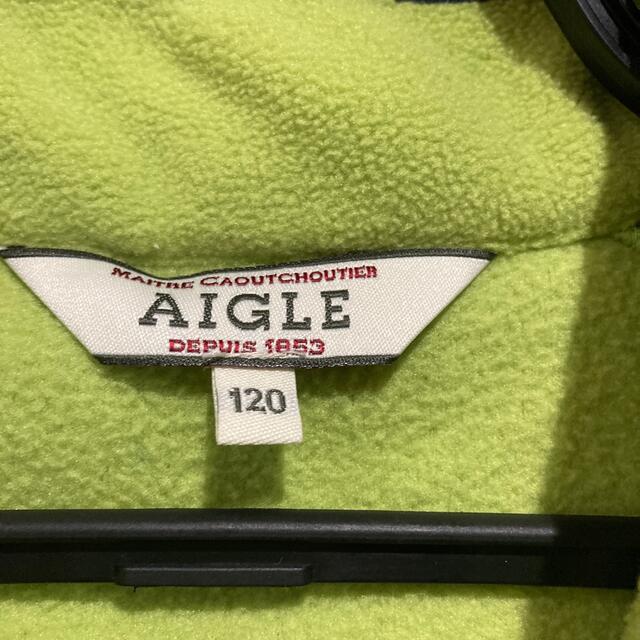 MAITRE CAOUTCHOUTIER
AIGLE
DEPUIS 1853
120